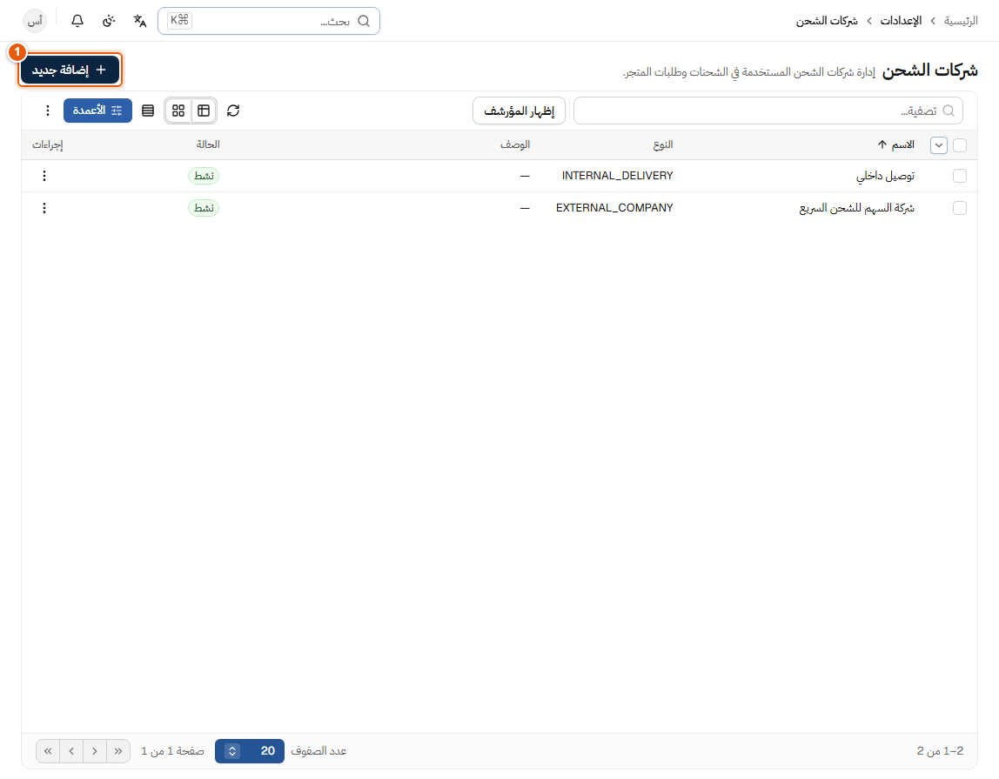 الرئيسية
الإعدادات
شركات الشحن
بحث...
⌘K
أس
شركات الشحن
إدارة شركات الشحن المستخدمة في الشحنات وطلبات المتجر.
+ إضافة جديد
1
تصفية...
إظهار المؤرشف
الأعمدة
الاسم ↑ النوع الوصف الحالة إجراءات
توصيل داخلي INTERNAL_DELIVERY — نشط
شركة السهم للشحن السريع EXTERNAL_COMPANY — نشط
1–2 من 2
عدد الصفوف 20
صفحة 1 من 1